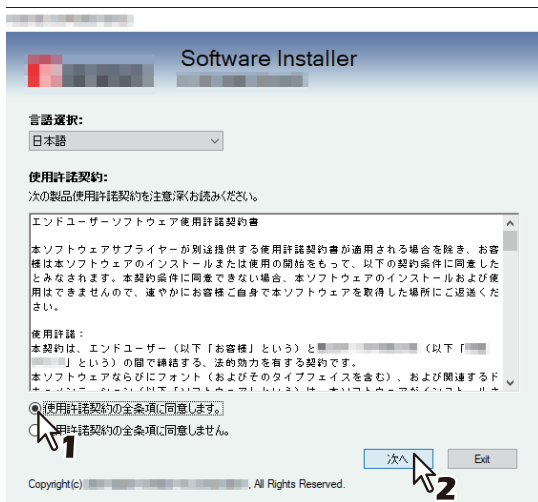 Software Installer
言語選択:
日本語
使用許諾契約:
次の製品使用許諾契約を注意深くお読みください。
エンドユーザーソフトウェア使用許諾契約書
本ソフトウェアサプライヤーが別途提供する使用許諾契約書が適用される場合を除き、お客
様は本ソフトウェアのインストールまたは使用の開始をもって、以下の契約条件に同意した
とみなされます。本契約条件に同意できない場合、本ソフトウェアのインストールおよび使
用はできませんので、速やかにお客様ご自身で本ソフトウェアを取得した場所にご返送くだ
さい。
使用許諾：
本契約は、エンドユーザー（以下「お客様」という）と（以下「
」という）の間で締結する、法的効力を有する契約です。
本ソフトウェアならびにフォント（およびそのタイプフェイスを含む）、および関連するド
使用許諾契約の全条項に同意します。
使用許諾契約の全条項に同意しません。
1
次へ
Exit
2
Copyright(c) , All Rights Reserved.